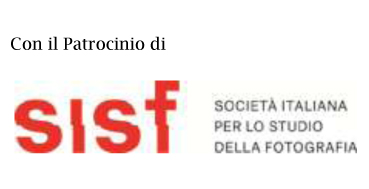 Con il Patrocinio di
sisf
SOCIETÀ ITALIANA
PER LO STUDIO
DELLA FOTOGRAFIA